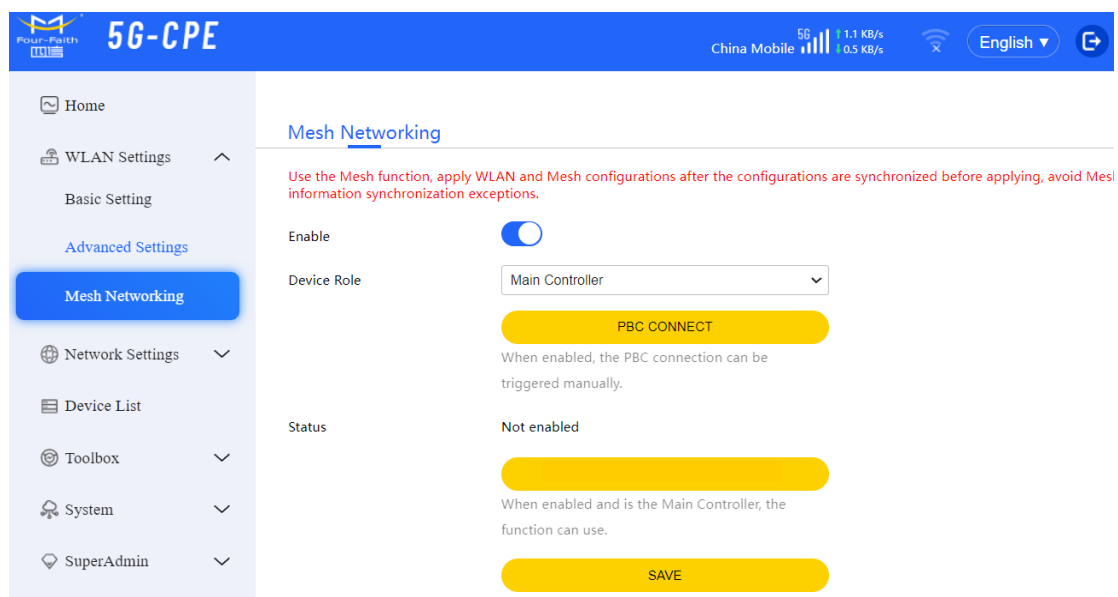 Four-Faith
四信
5G-CPE
5G
↑ 1.1 KB/s
China Mobile
↓ 0.5 KB/s
English ▼
Home
WLAN Settings
Basic Setting
Advanced Settings
Mesh Networking
Network Settings
Device List
Toolbox
System
SuperAdmin
Mesh Networking
Use the Mesh function, apply WLAN and Mesh configurations after the configurations are synchronized before applying, avoid Mesh
information synchronization exceptions.
Enable
Device Role
Main Controller
PBC CONNECT
When enabled, the PBC connection can be
triggered manually.
Status
Not enabled
When enabled and is the Main Controller, the
function can use.
SAVE